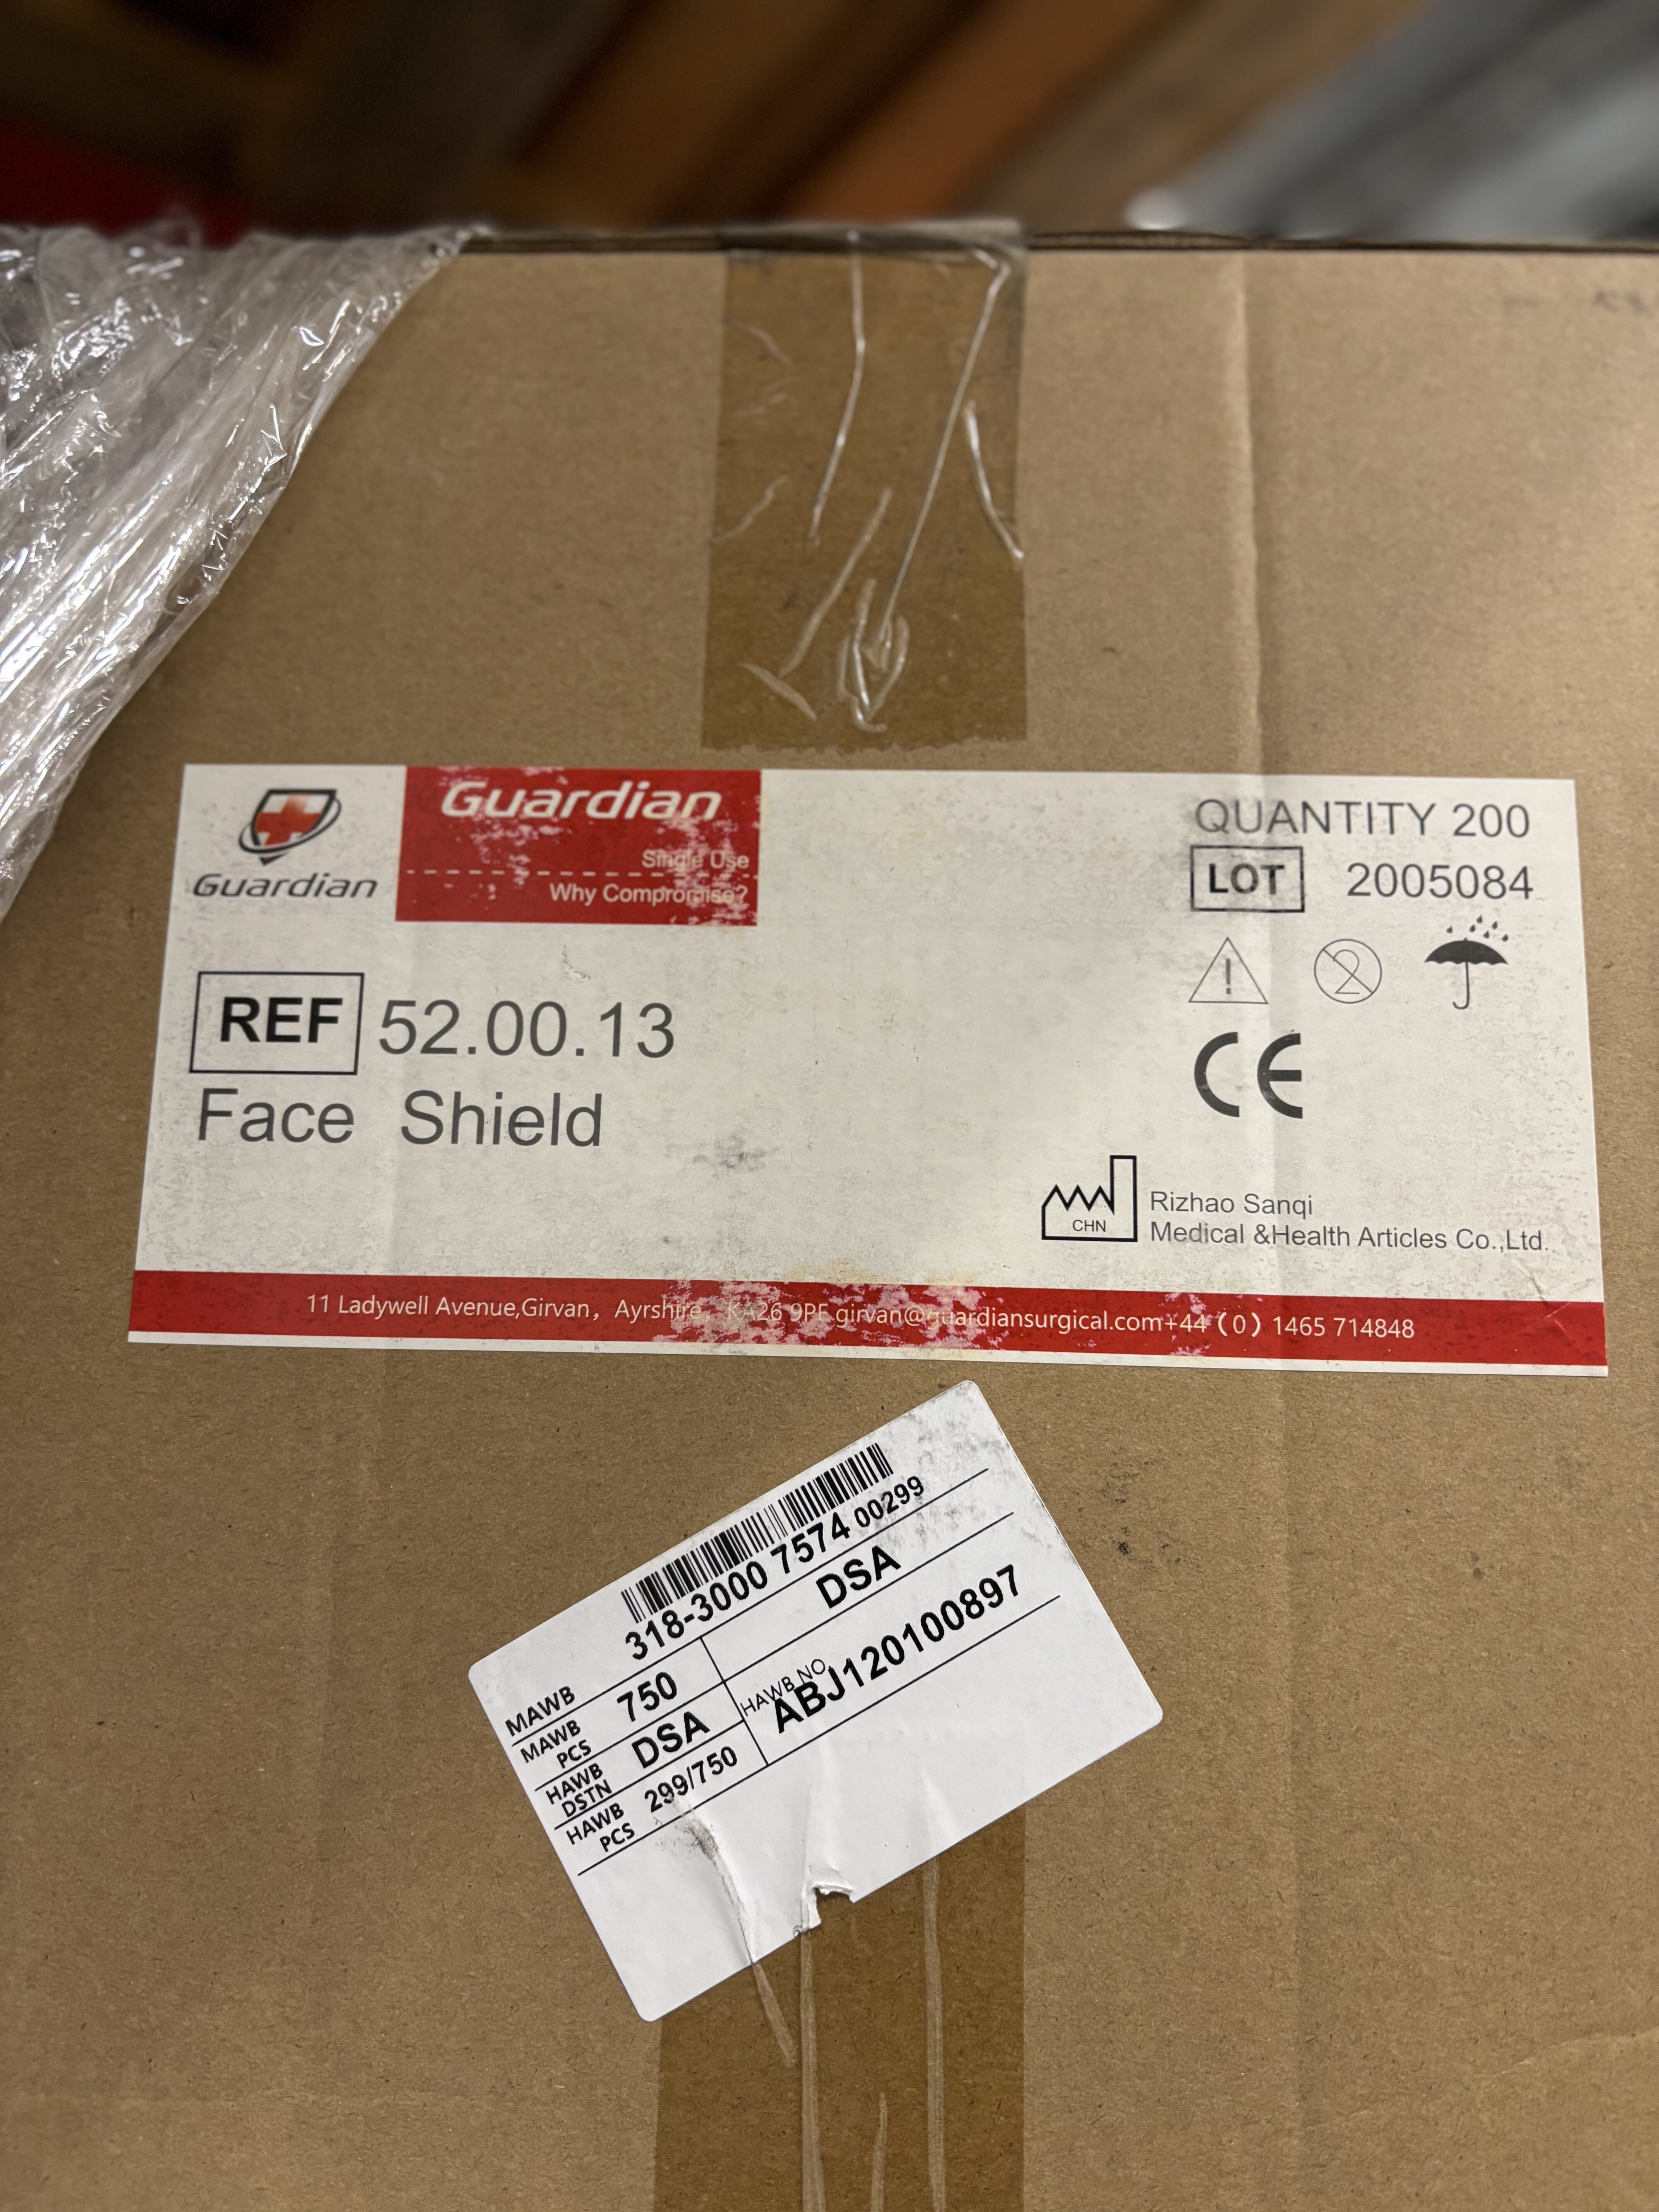 Guardian
Guardian
Single Use
Why Compromise?
QUANTITY 200
LOT 2005084
2
REF 52.00.13
Face Shield
CE
CHN
Rizhao Sanqi
Medical &Health Articles Co.,Ltd.
11 Ladywell Avenue,Girvan, Ayrshire, KA26 9PF girvan@guardiansurgical.com+44 (0) 1465 714848
318-3000 7574 00299
MAWB
MAWB PCS 750
DSA
HAWB DSTN DSA
HAWB NO
ABJ120100897
HAWB PCS 299/750